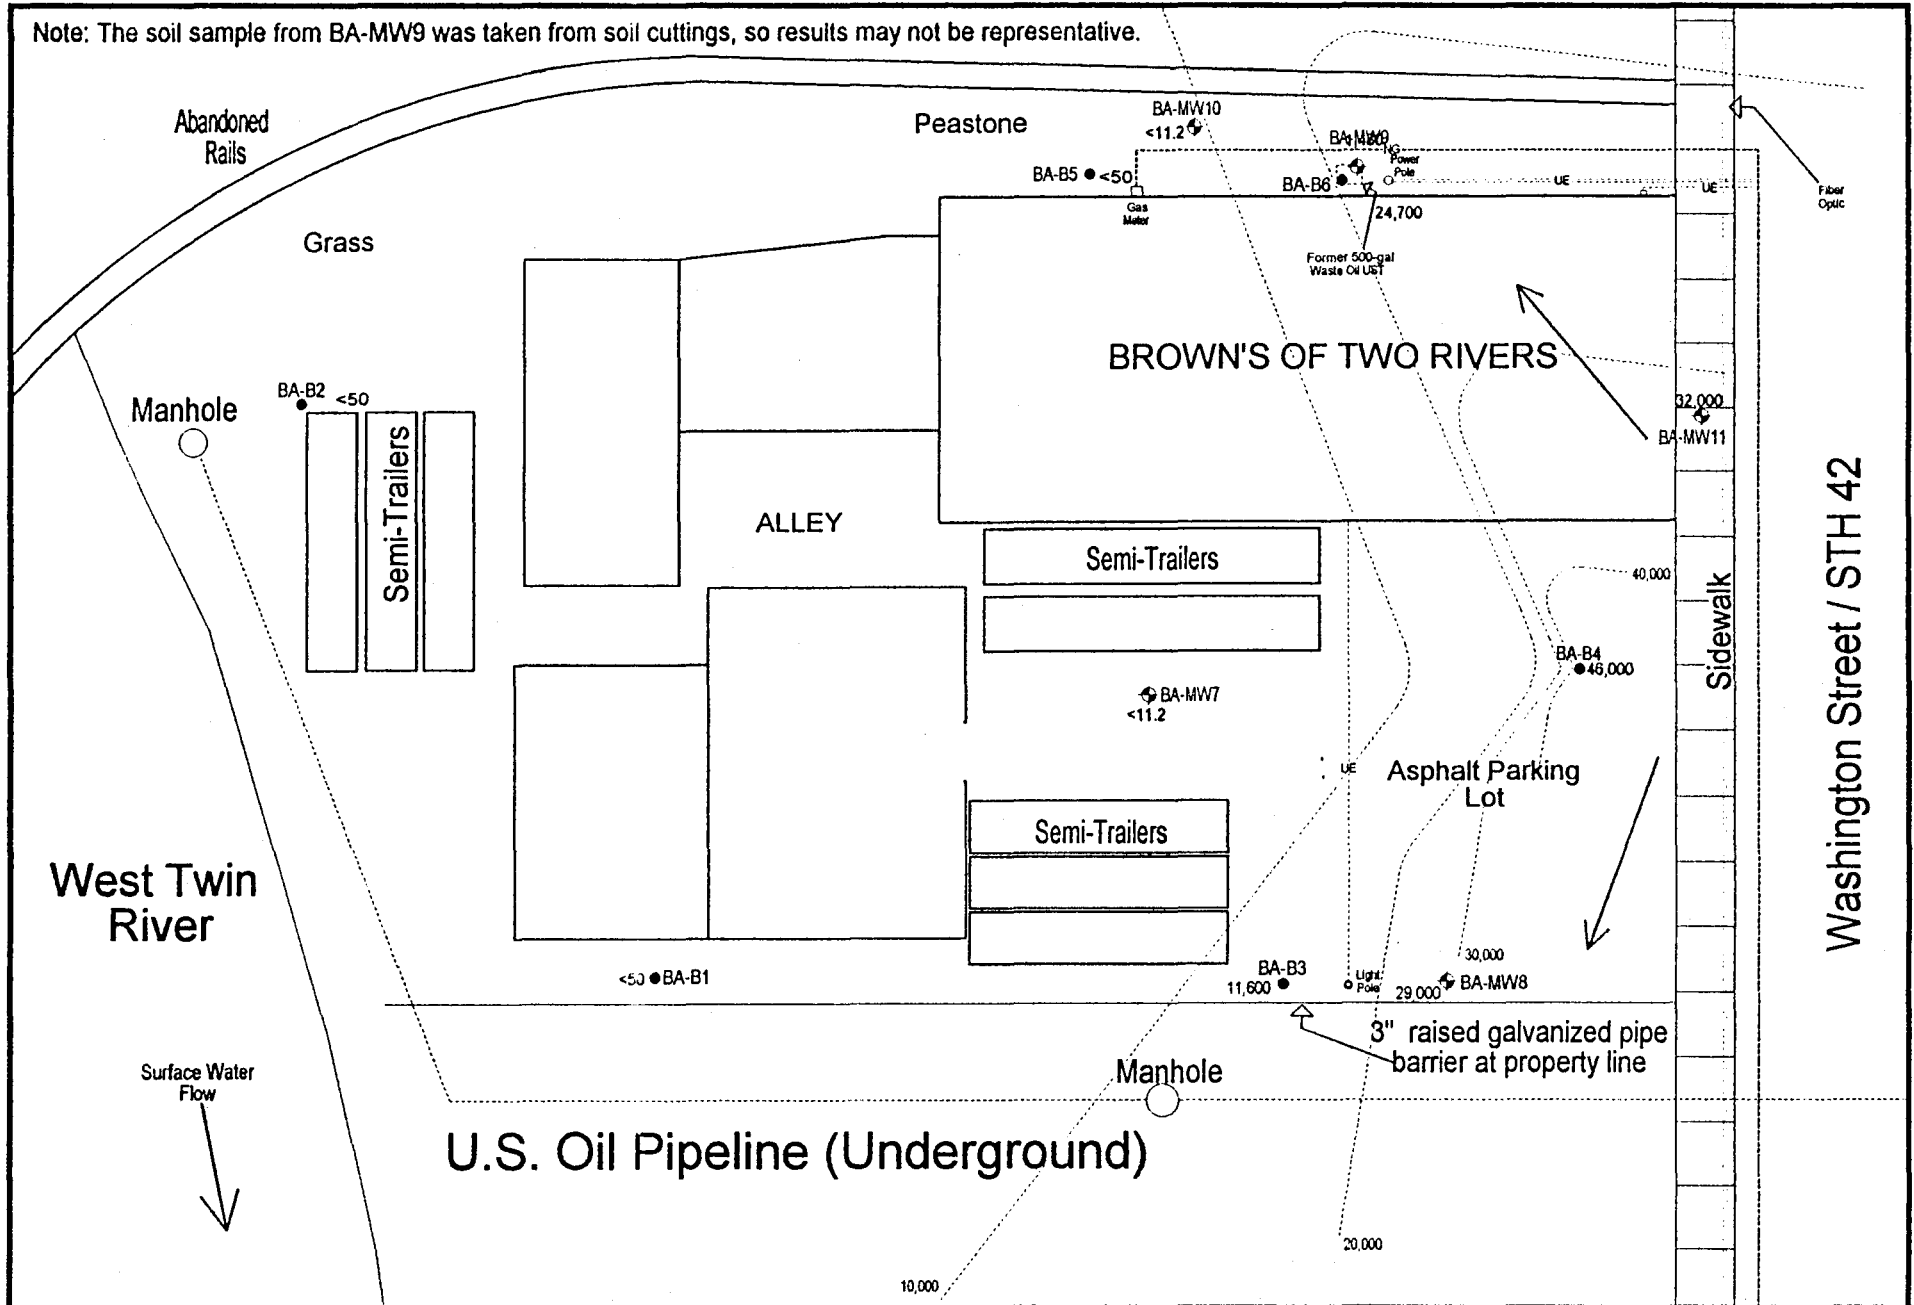 Note: The soil sample from BA-MW9 was taken from soil cuttings, so results may not be representative.
Abandoned
Rails
Peastone
BA-MW10
<11.2
BA-MW9
NG
Power
Pole
BA-B5
<50
BA-B6
UE
UE
Fiber
Optic
Gas
Meter
24,700
Grass
Former 500-gal
Waste Oil UST
BROWN'S OF TWO RIVERS
BA-B2
<50
Manhole
32,000
BA-MW11
Semi-Trailers
ALLEY
Semi-Trailers
40,000
Sidewalk
Washington Street / STH 42
BA-B4
46,000
BA-MW7
<11.2
UE
Asphalt Parking
Lot
Semi-Trailers
West Twin
River
30,000
<50
BA-B1
BA-B3
11,600
Light
Pole
29,000
BA-MW8
3" raised galvanized pipe
barrier at property line
Surface Water
Flow
Manhole
U.S. Oil Pipeline (Underground)
20,000
10,000